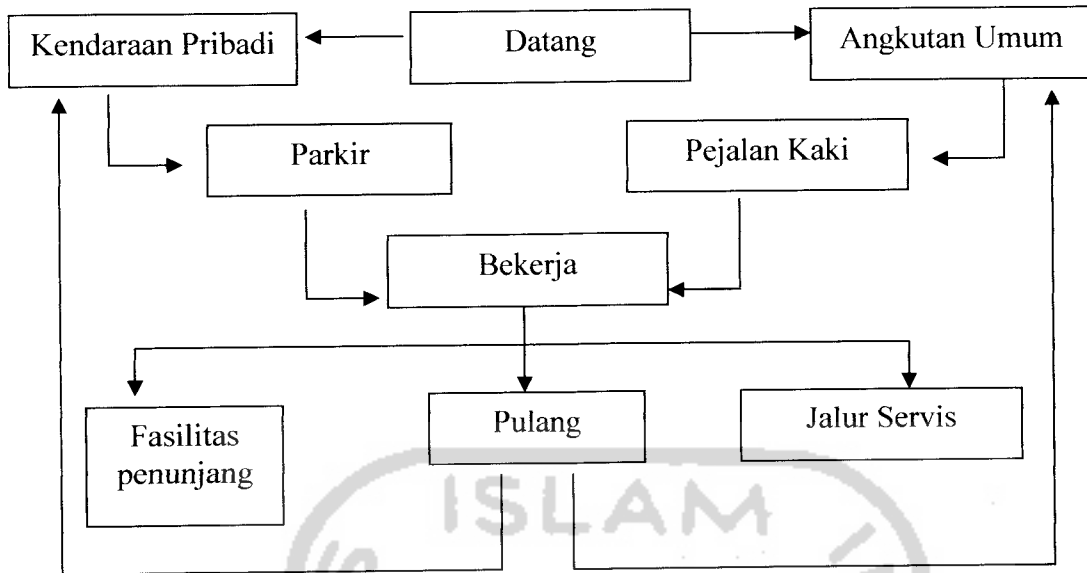 Kendaraan Pribadi
Datang
Angkutan Umum
Parkir
Pejalan Kaki
Bekerja
Fasilitas
penunjang
Pulang
Jalur Servis
ISLAM